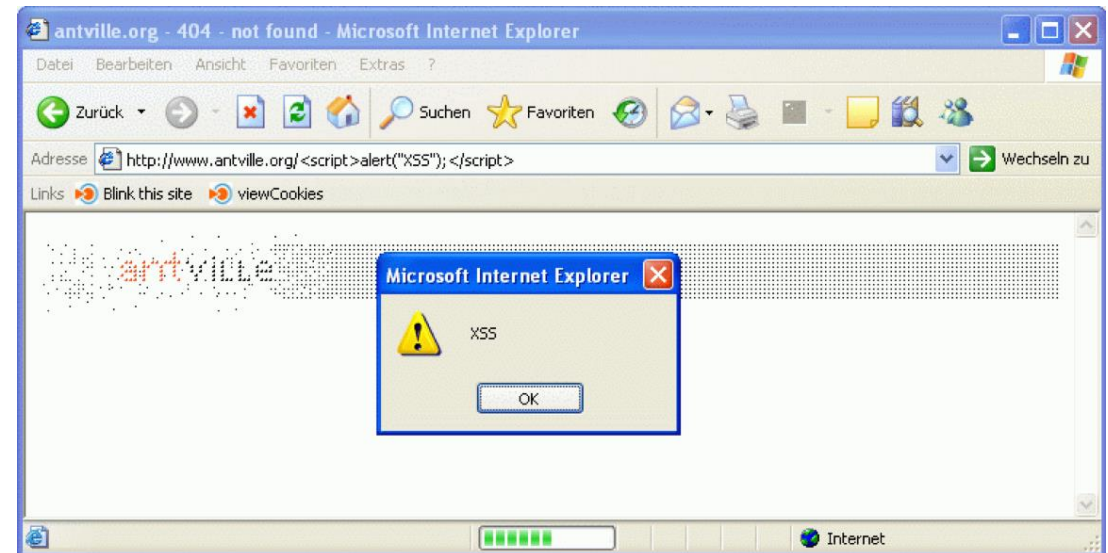 antville.org - 404 - not found - Microsoft Internet Explorer
Datei Bearbeiten Ansicht Favoriten Extras ?
Zurück Suchen Favoriten
Adresse http://www.antville.org/<script>alert("XSS");</script> Wechseln zu
Links Blink this site viewCookies
antville
Microsoft Internet Explorer
XSS
OK
Internet